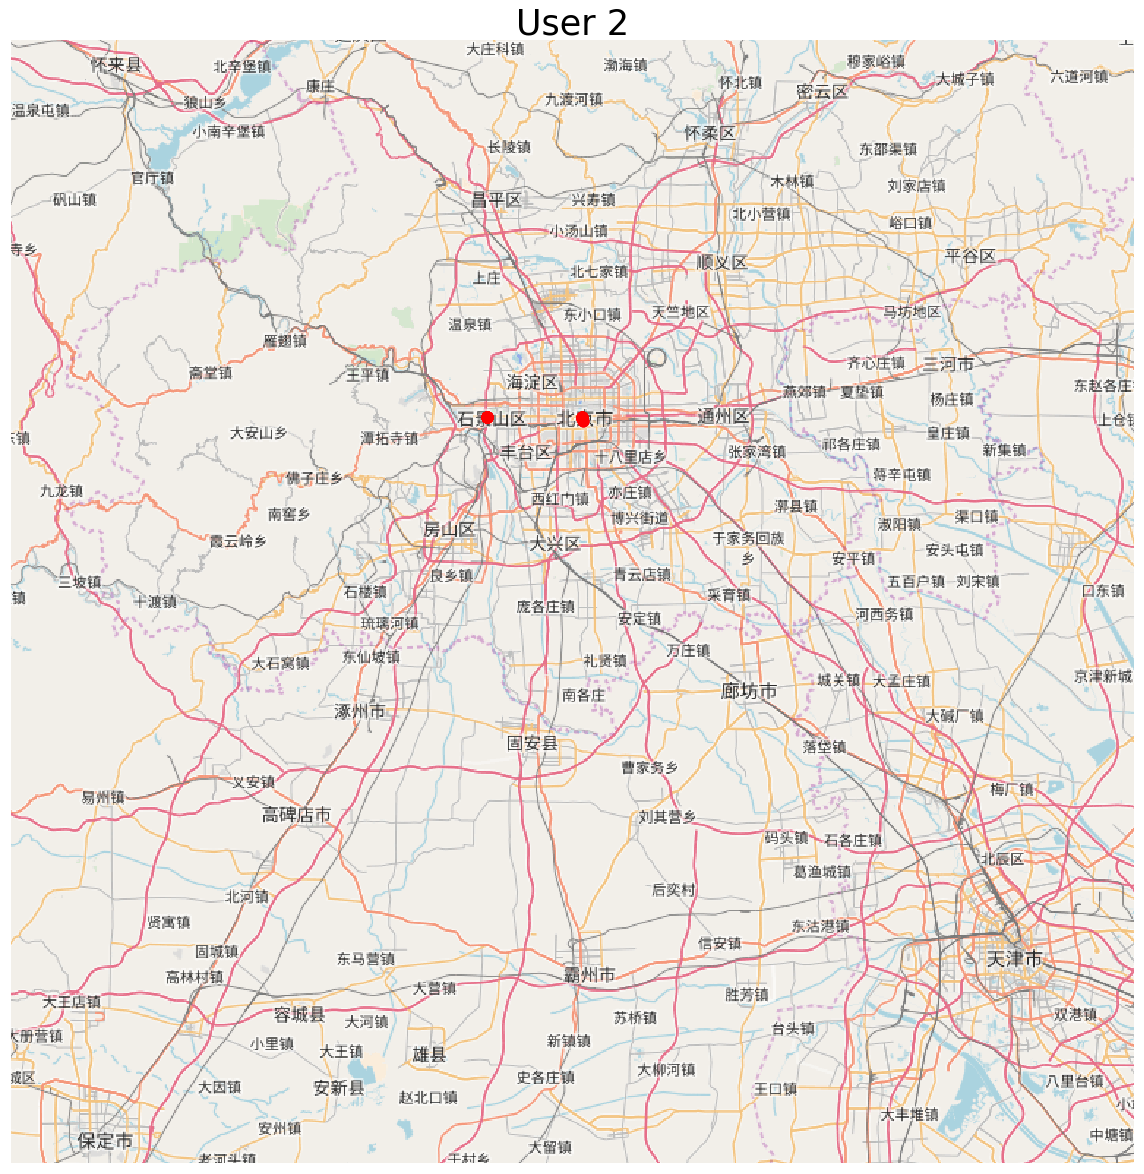 User 2
大庄科镇
怀来县
北辛堡镇
渤海镇
穆家峪镇
康庄
怀北镇
大城子镇
六道河镇
密云区
温泉屯镇
狼山乡
九渡河镇
小南辛堡镇
怀柔区
长陵镇
东邵渠镇
官厅镇
木林镇
刘家店镇
矾山镇
昌平区
兴寿镇
北小营镇
峪口镇
小汤山镇
寺乡
平谷区
顺义区
北七家镇
上庄
天竺地区
马坊地区
东小口镇
温泉镇
雁翅镇
齐心庄镇
三河市
斋堂镇
王平镇
海淀区
燕郊镇
夏垫镇
东赵各庄
杨庄镇
石景山区
北京市
通州区
上仓
大安山乡
潭拓寺镇
皇庄镇
祁各庄镇
新集镇
丰台区
十八里店乡
张家湾镇
佛子庄乡
蒋辛屯镇
九龙镇
西红门镇
亦庄镇
漷县镇
南窖乡
博兴街道
渠口镇
淑阳镇
房山区
霞云岭乡
大兴区
于家务回族
乡
安头屯镇
安平镇
良乡镇
青云店镇
五百户镇
刘宋镇
三坡镇
石楼镇
采育镇
口东镇
镇
十渡镇
庞各庄镇
安定镇
河西务镇
琉璃河镇
万庄镇
大石窝镇
东仙坡镇
礼贤镇
京津新城
城关镇
大孟庄镇
廊坊市
南各庄
涿州市
大碱厂镇
固安县
落垡镇
曹家务乡
义安镇
梅厂镇
易州镇
高碑店市
刘其营乡
码头镇
石各庄镇
北辰区
葛渔城镇
后奕村
北河镇
贤寓镇
东沽港镇
信安镇
固城镇
东马营镇
天津市
高林村镇
霸州市
大营镇
胜芳镇
大王店镇
容城县
大河镇
苏桥镇
双港镇
台头镇
大册营镇
小里镇
新镇镇
大王镇
雄县
大柳河镇
城区
史各庄镇
八里台镇
大因镇
安新县
王口镇
赵北口镇
大丰堆镇
安州镇
中塘镇
保定市
大留镇
老河头镇
于村乡